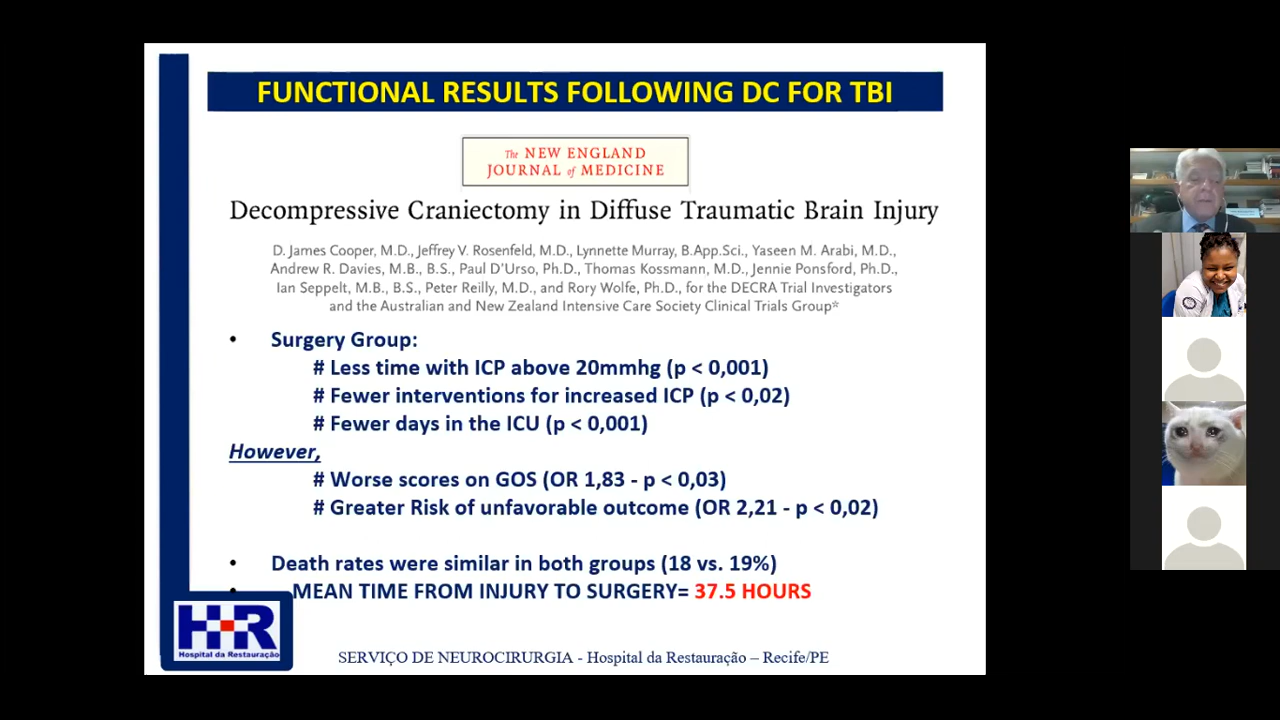 FUNCTIONAL RESULTS FOLLOWING DC FOR TBI
The NEW ENGLAND
JOURNAL of MEDICINE
Decompressive Craniectomy in Diffuse Traumatic Brain Injury
D. James Cooper, M.D., Jeffrey V. Rosenfeld, M.D., Lynnette Murray, B.App.Sci., Yaseen M. Arabi, M.D.,
Andrew R. Davies, M.B., B.S., Paul D'Urso, Ph.D., Thomas Kossmann, M.D., Jennie Ponsford, Ph.D.,
Ian Seppelt, M.B., B.S., Peter Reilly, M.D., and Rory Wolfe, Ph.D., for the DECRA Trial Investigators
and the Australian and New Zealand Intensive Care Society Clinical Trials Group*
• Surgery Group:
# Less time with ICP above 20mmhg (p < 0,001)
# Fewer interventions for increased ICP (p < 0,02)
# Fewer days in the ICU (p < 0,001)
However,
# Worse scores on GOS (OR 1,83 - p < 0,03)
# Greater Risk of unfavorable outcome (OR 2,21 - p < 0,02)
• Death rates were similar in both groups (18 vs. 19%)
• MEAN TIME FROM INJURY TO SURGERY= 37.5 HOURS
HR
Hospital da Restauração
SERVIÇO DE NEUROCIRURGIA - Hospital da Restauração – Recife/PE